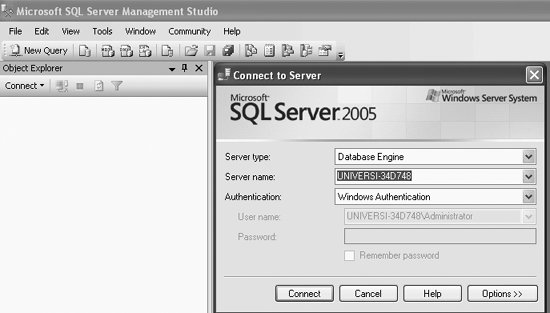 Microsoft SQL Server Management Studio
File Edit View Tools Window Community Help
New Query
Object Explorer
Connect
Connect to Server
Microsoft
SQL Server 2005
Microsoft
Windows Server System
Server type: Database Engine
Server name: UNIVERSI-34D748
Authentication: Windows Authentication
User name: UNIVERSI-34D748\Administrator
Password:
Remember password
Connect Cancel Help Options >>